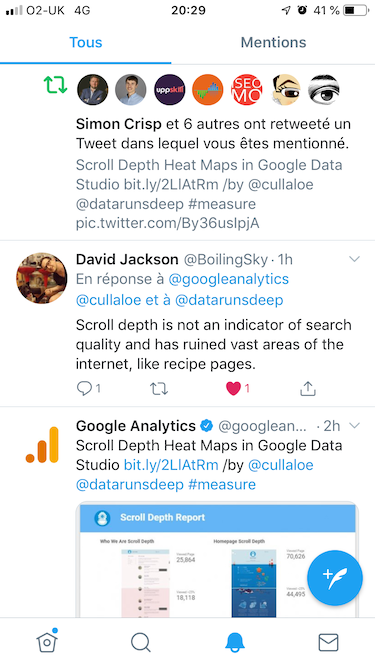 O2-UK 4G 20:29 41 %
Tous Mentions
uppskill SEO MO
Simon Crisp et 6 autres ont retweeté un
Tweet dans lequel vous êtes mentionné.
Scroll Depth Heat Maps in Google Data
Studio bit.ly/2LlAtRm /by @cullaloe
@datarunsdeep #measure
pic.twitter.com/By36usIpjA
David Jackson @BoilingSky · 1h
En réponse à @googleanalytics
@cullaloe et à @datarunsdeep
Scroll depth is not an indicator of search
quality and has ruined vast areas of the
internet, like recipe pages.
1 1
Google Analytics @googlean... · 2h
Scroll Depth Heat Maps in Google Data
Studio bit.ly/2LlAtRm /by @cullaloe
@datarunsdeep #measure
Scroll Depth Report
Who We Are Scroll Depth Homepage Scroll Depth
25,864 70,626
18,118 44,495